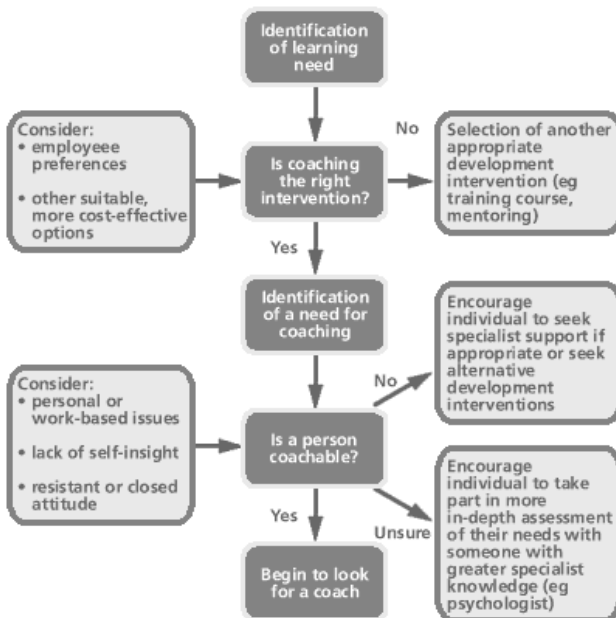 Identification
of learning
need
Consider:
• employeee
preferences
• other suitable,
more cost-effective
options
Is coaching
the right
intervention?
No
Selection of another
appropriate
development
intervention (eg
training course,
mentoring)
Yes
Identification
of a need for
coaching
Encourage
individual to seek
specialist support if
appropriate or seek
alternative
development
interventions
No
Consider:
• personal or
work-based issues
• lack of self-insight
• resistant or closed
attitude
Is a person
coachable?
Encourage
individual to take
part in more
in-depth assessment
of their needs with
someone with
greater specialist
knowledge (eg
psychologist)
Yes
Unsure
Begin to look
for a coach